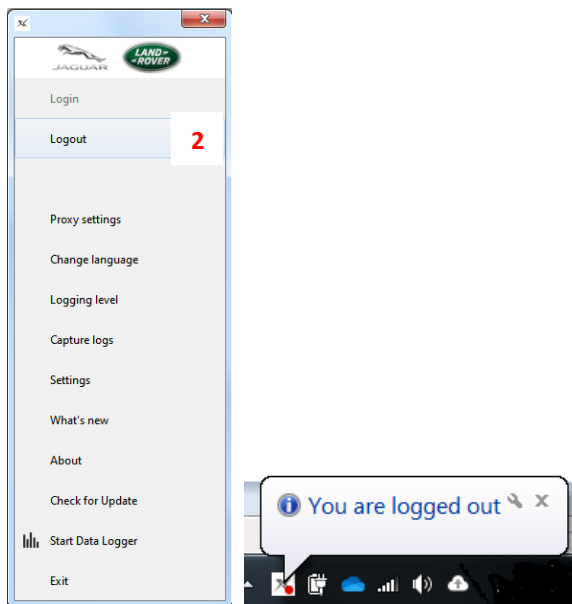 JAGUAR
LAND-
-ROVER
Login
Logout
2
Proxy settings
Change language
Logging level
Capture logs
Settings
What's new
About
Check for Update
Start Data Logger
Exit
You are logged out